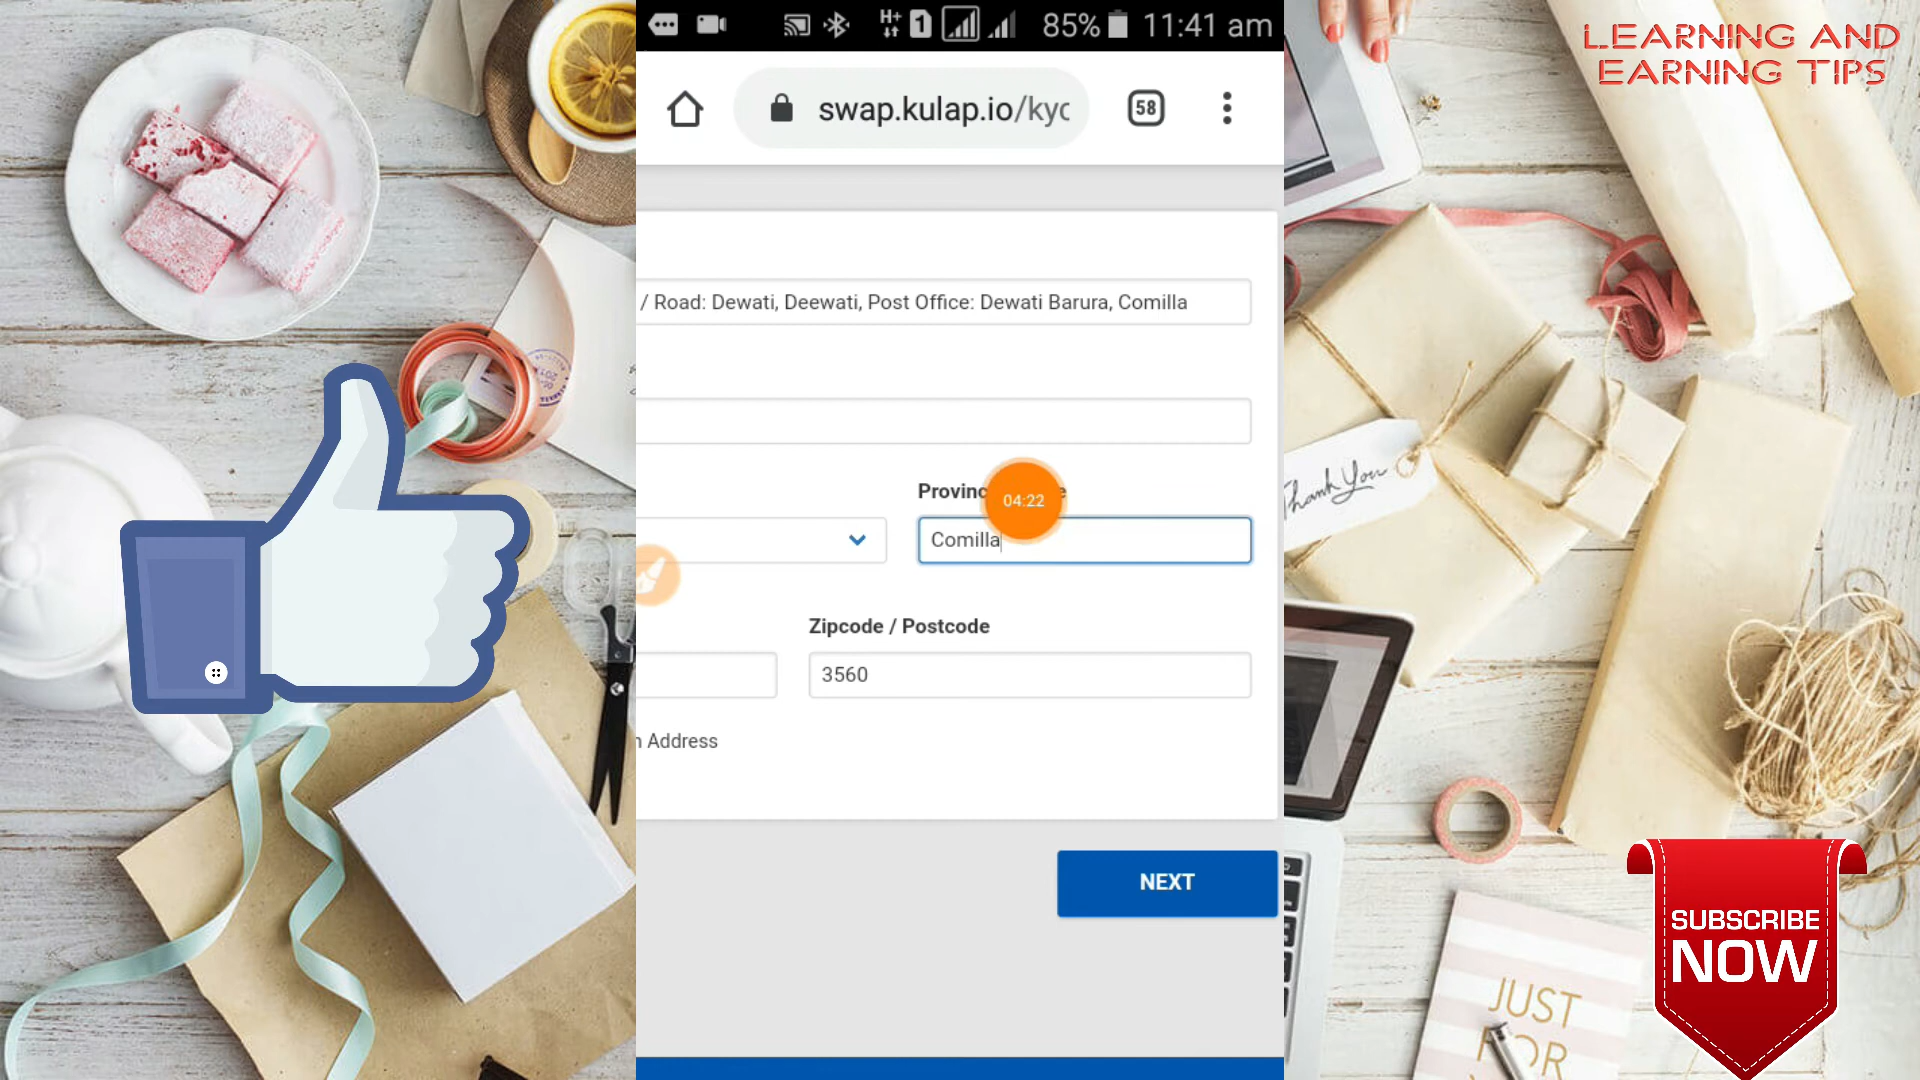 85% 11:41 am
LEARNING AND
EARNING TIPS
swap.kulap.io/kyc
58
/ Road: Dewati, Deewati, Post Office: Dewati Barura, Comilla
04:22
Comilla
Zipcode / Postcode
3560
Address
NEXT
Thank You
SUBSCRIBE
NOW
JUST
FOR